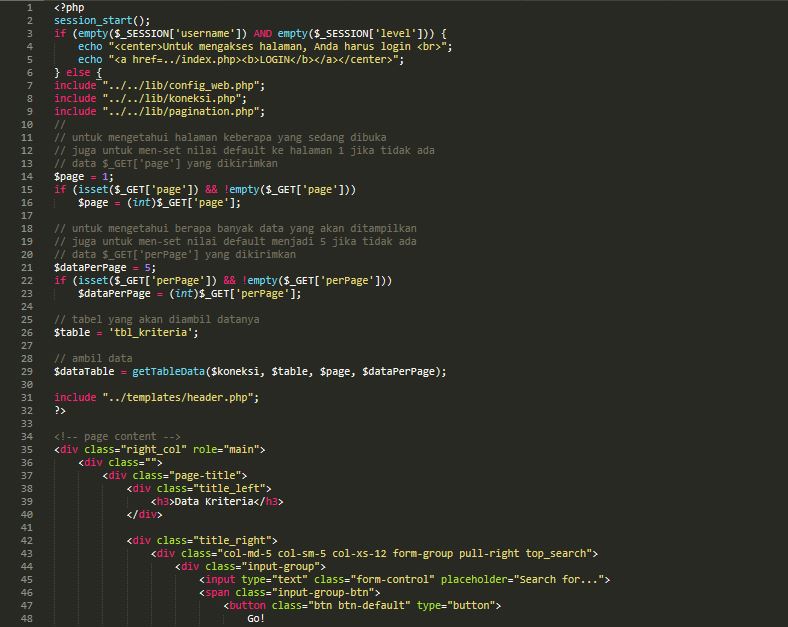 1 <?php
2 session_start();
3 if (empty($_SESSION['username']) AND empty($_SESSION['level'])) {
4 echo "<center>Untuk mengakses halaman, Anda harus login <br>";
5 echo "<a href=../index.php><b>LOGIN</b></a></center>";
6 } else {
7 include "../../lib/config_web.php";
8 include "../../lib/koneksi.php";
9 include "../../lib/pagination.php";
10 //
11 // untuk mengetahui halaman keberapa yang sedang dibuka
12 // juga untuk men-set nilai default ke halaman 1 jika tidak ada
13 // data $_GET['page'] yang dikirimkan
14 $page = 1;
15 if (isset($_GET['page']) && !empty($_GET['page']))
16 $page = (int)$_GET['page'];
17
18 // untuk mengetahui berapa banyak data yang akan ditampilkan
19 // juga untuk men-set nilai default menjadi 5 jika tidak ada
20 // data $_GET['perPage'] yang dikirimkan
21 $dataPerPage = 5;
22 if (isset($_GET['perPage']) && !empty($_GET['perPage']))
23 $dataPerPage = (int)$_GET['perPage'];
24
25 // tabel yang akan diambil datanya
26 $table = 'tbl_kriteria';
27
28 // ambil data
29 $dataTable = getTableData($koneksi, $table, $page, $dataPerPage);
30
31 include "../templates/header.php";
32 ?>
33
34 <!-- page content -->
35 <div class="right_col" role="main">
36 <div class="">
37 <div class="page-title">
38 <div class="title_left">
39 <h3>Data Kriteria</h3>
40 </div>
41
42 <div class="title_right">
43 <div class="col-md-5 col-sm-5 col-xs-12 form-group pull-right top_search">
44 <div class="input-group">
45 <input type="text" class="form-control" placeholder="Search for...">
46 <span class="input-group-btn">
47 <button class="btn btn-default" type="button">
48 Go!